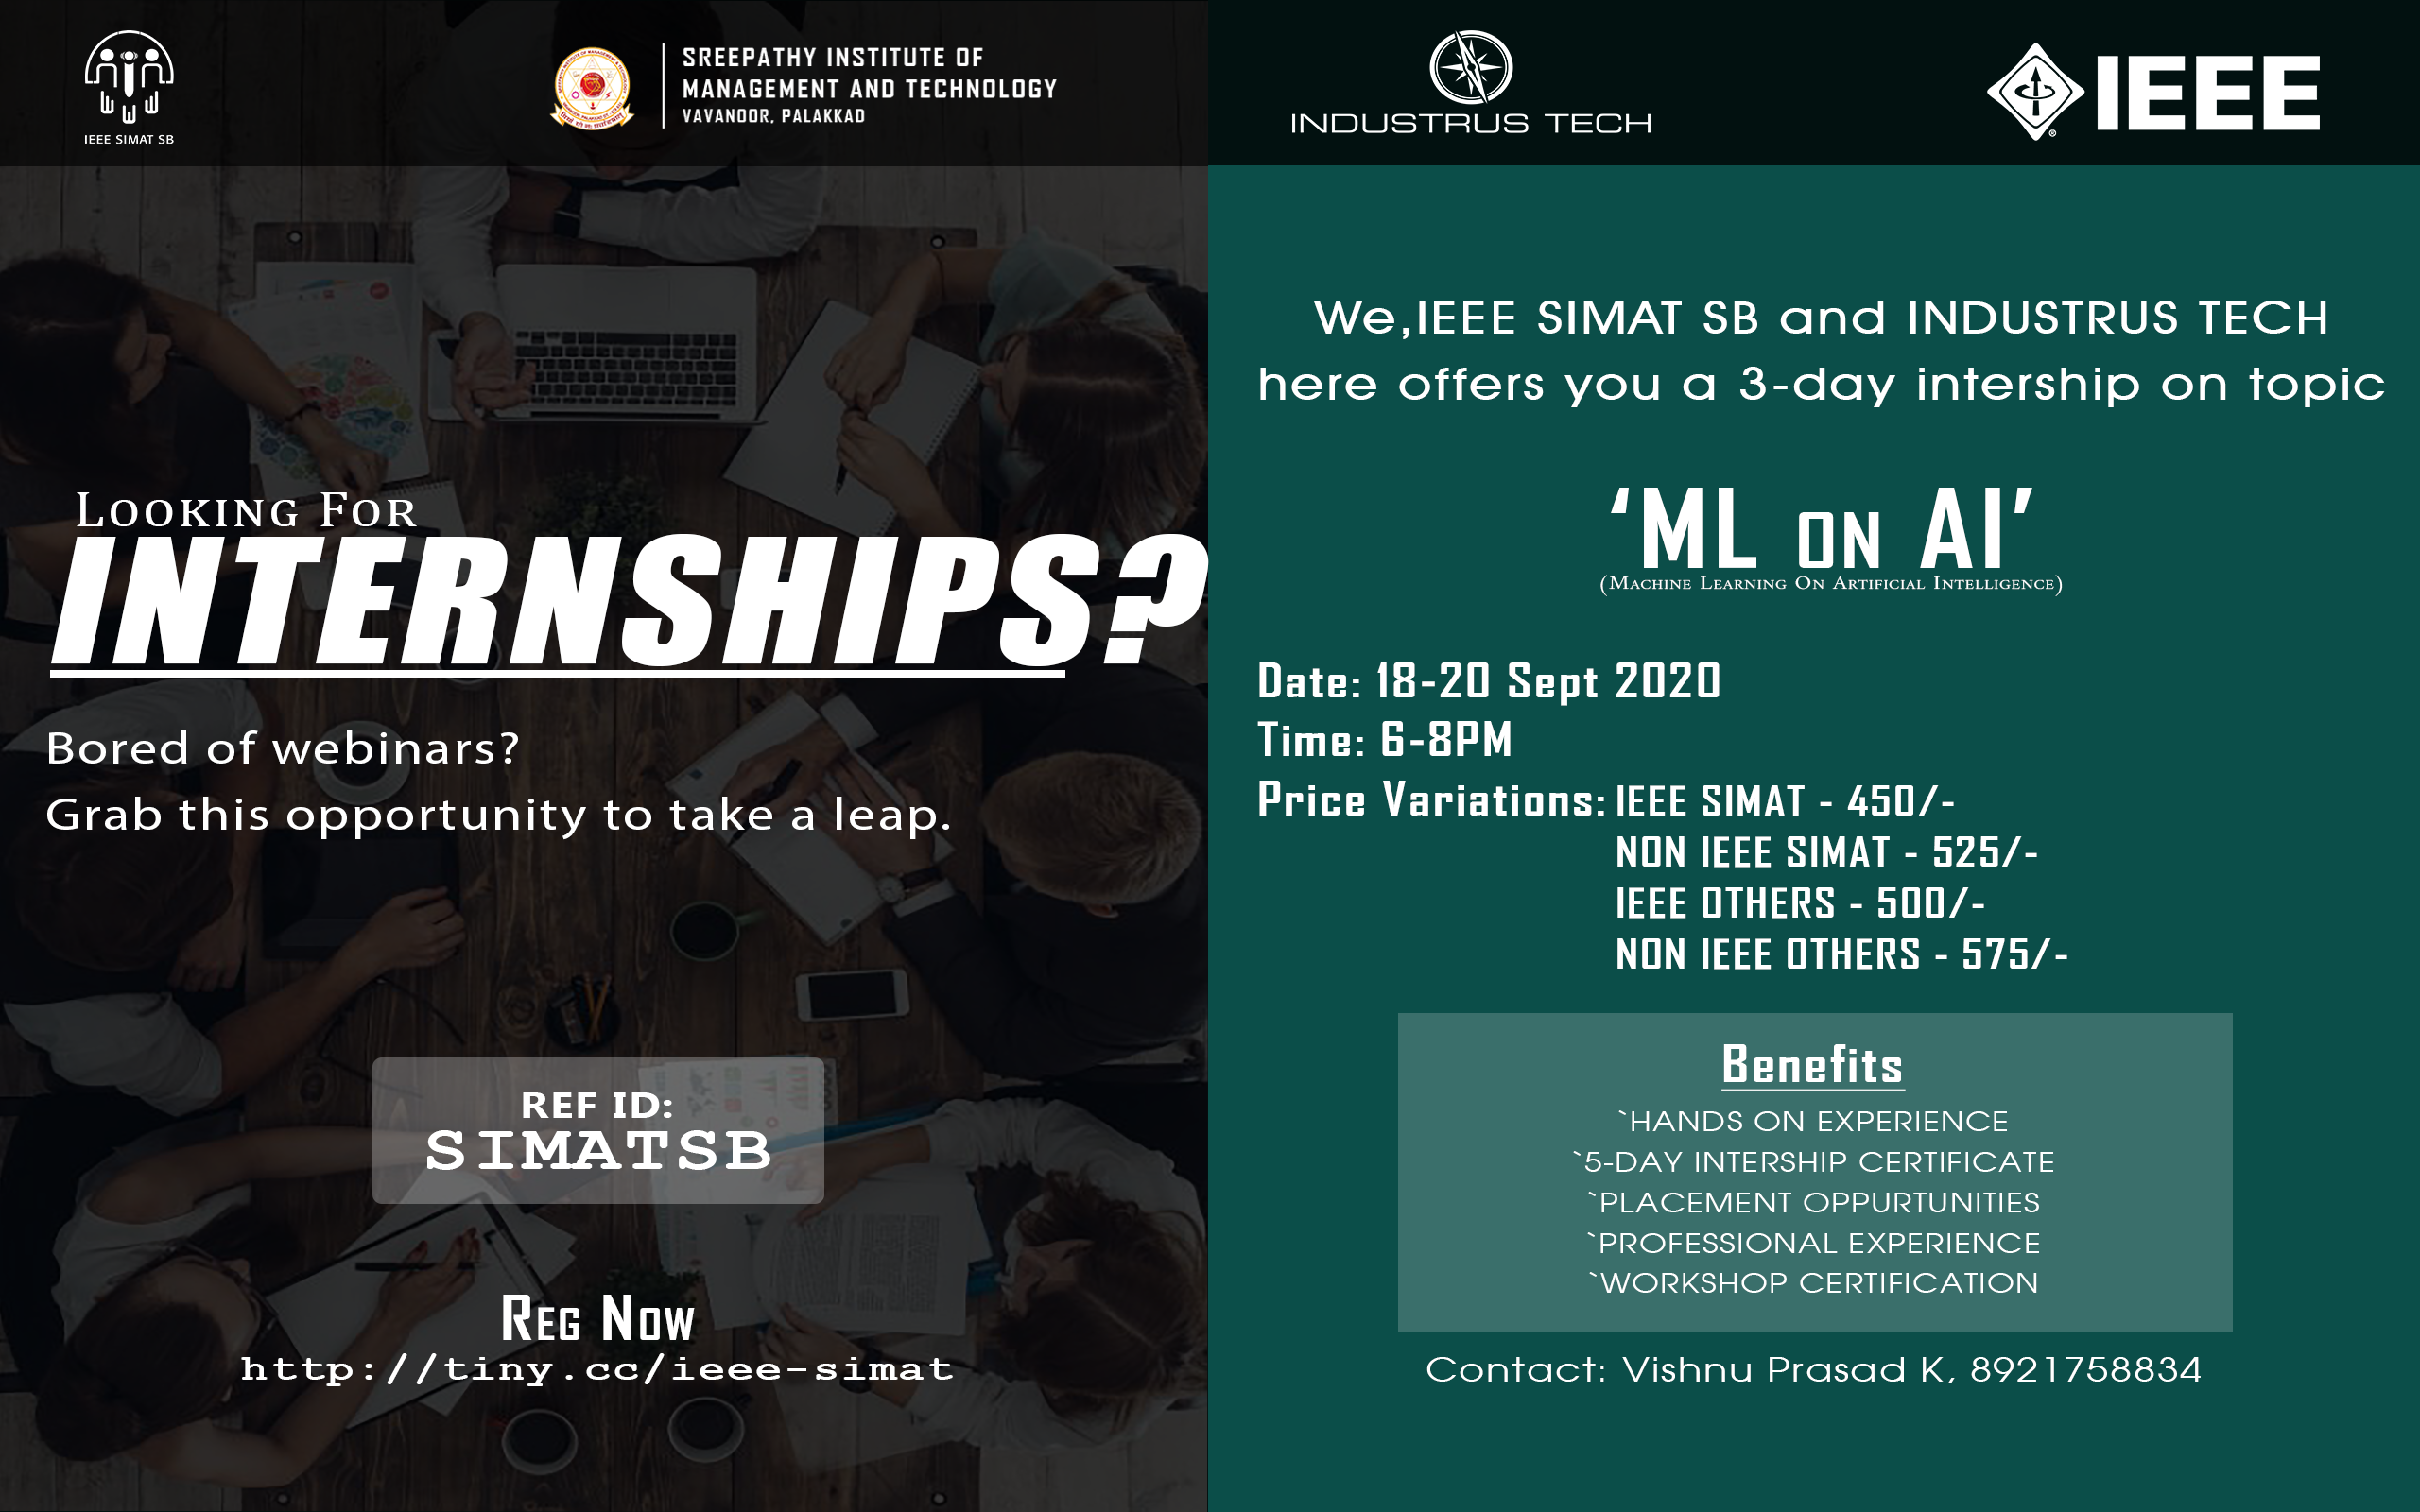 IEEE SIMAT SB
SREEPATHY INSTITUTE OF
MANAGEMENT AND TECHNOLOGY
VAVANOOR, PALAKKAD
LOOKING FOR
INTERNSHIPS?
Bored of webinars?
Grab this opportunity to take a leap.
REF ID:
SIMATSB
REG NOW
http://tiny.cc/ieee-simat
INDUSTRUS TECH
IEEE
We,IEEE SIMAT SB and INDUSTRUS TECH
here offers you a 3-day intership on topic
‘ML ON AI’
(MACHINE LEARNING ON ARTIFICIAL INTELLIGENCE)
Date: 18-20 Sept 2020
Time: 6-8PM
Price Variations: IEEE SIMAT - 450/-
NON IEEE SIMAT - 525/-
IEEE OTHERS - 500/-
NON IEEE OTHERS - 575/-
Benefits
`HANDS ON EXPERIENCE
`5-DAY INTERSHIP CERTIFICATE
`PLACEMENT OPPURTUNITIES
`PROFESSIONAL EXPERIENCE
`WORKSHOP CERTIFICATION
Contact: Vishnu Prasad K, 8921758834